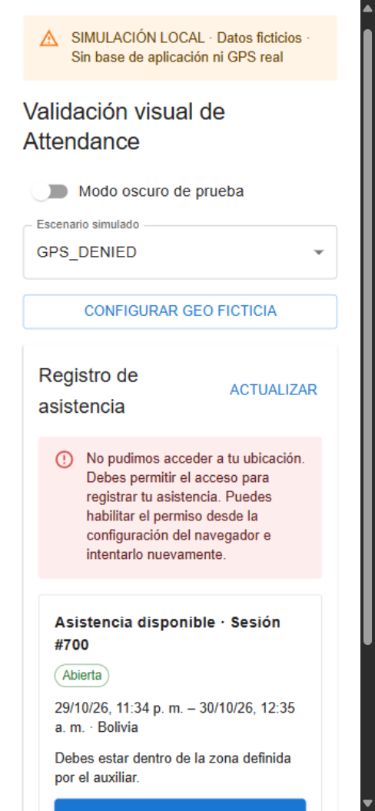 SIMULACIÓN LOCAL · Datos ficticios ·
Sin base de aplicación ni GPS real
Validación visual de
Attendance
Modo oscuro de prueba
Escenario simulado
GPS_DENIED
CONFIGURAR GEO FICTICIA
Registro de
asistencia
ACTUALIZAR
No pudimos acceder a tu ubicación.
Debes permitir el acceso para
registrar tu asistencia. Puedes
habilitar el permiso desde la
configuración del navegador e
intentarlo nuevamente.
Asistencia disponible · Sesión
#700
Abierta
29/10/26, 11:34 p. m. – 30/10/26, 12:35
a. m. · Bolivia
Debes estar dentro de la zona definida
por el auxiliar.